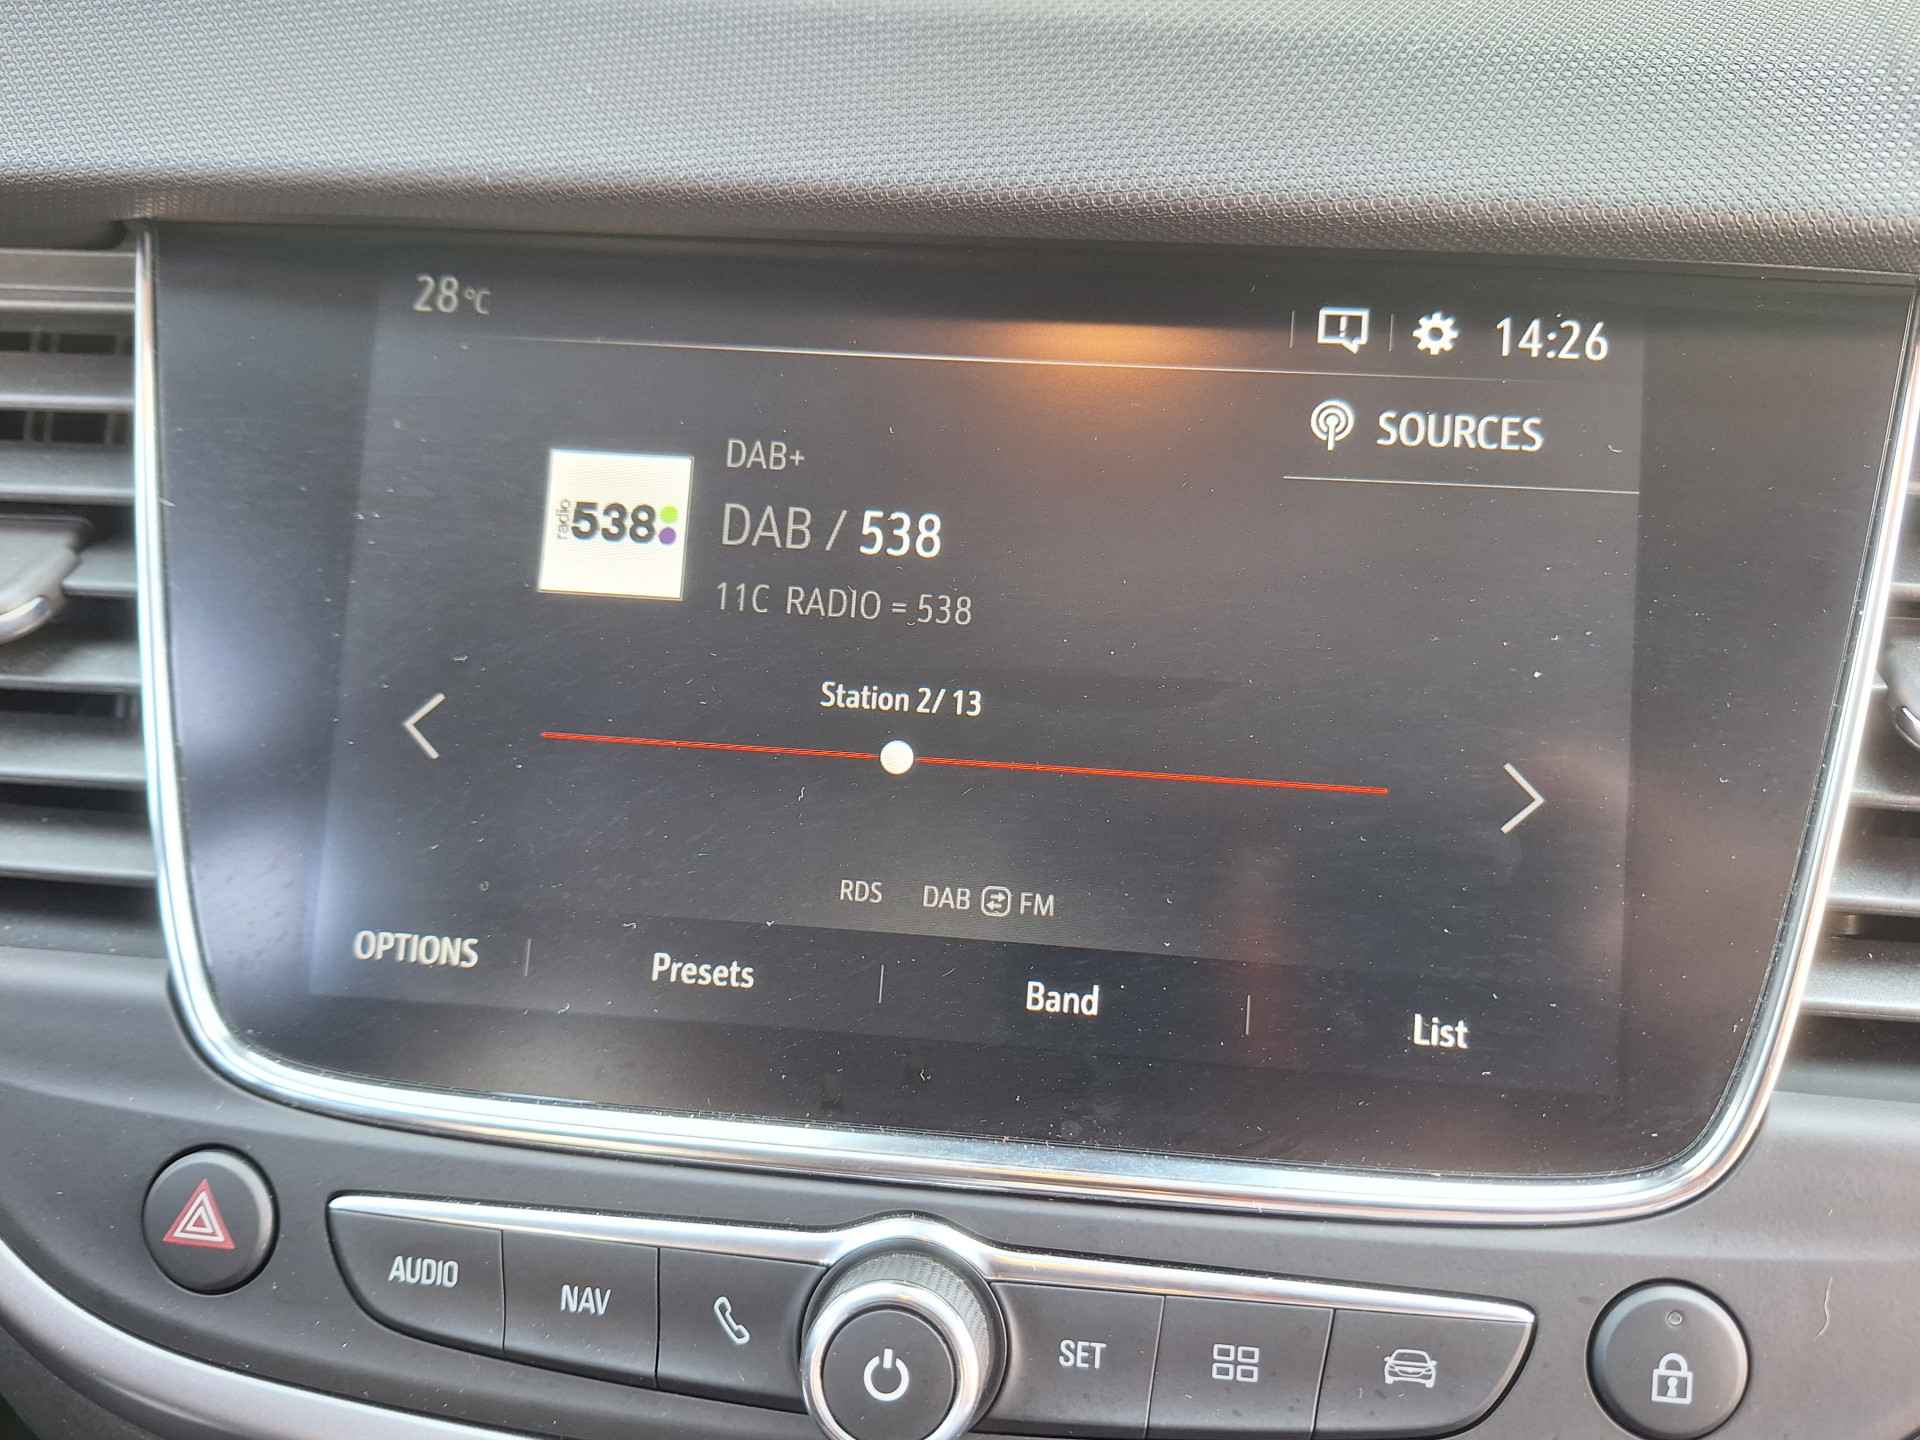 28°C
14:26
SOURCES
DAB+
radio 538
DAB / 538
11C RADIO = 538
Station 2/ 13
RDS DAB FM
OPTIONS
Presets
Band
List
AUDIO
NAV
SET